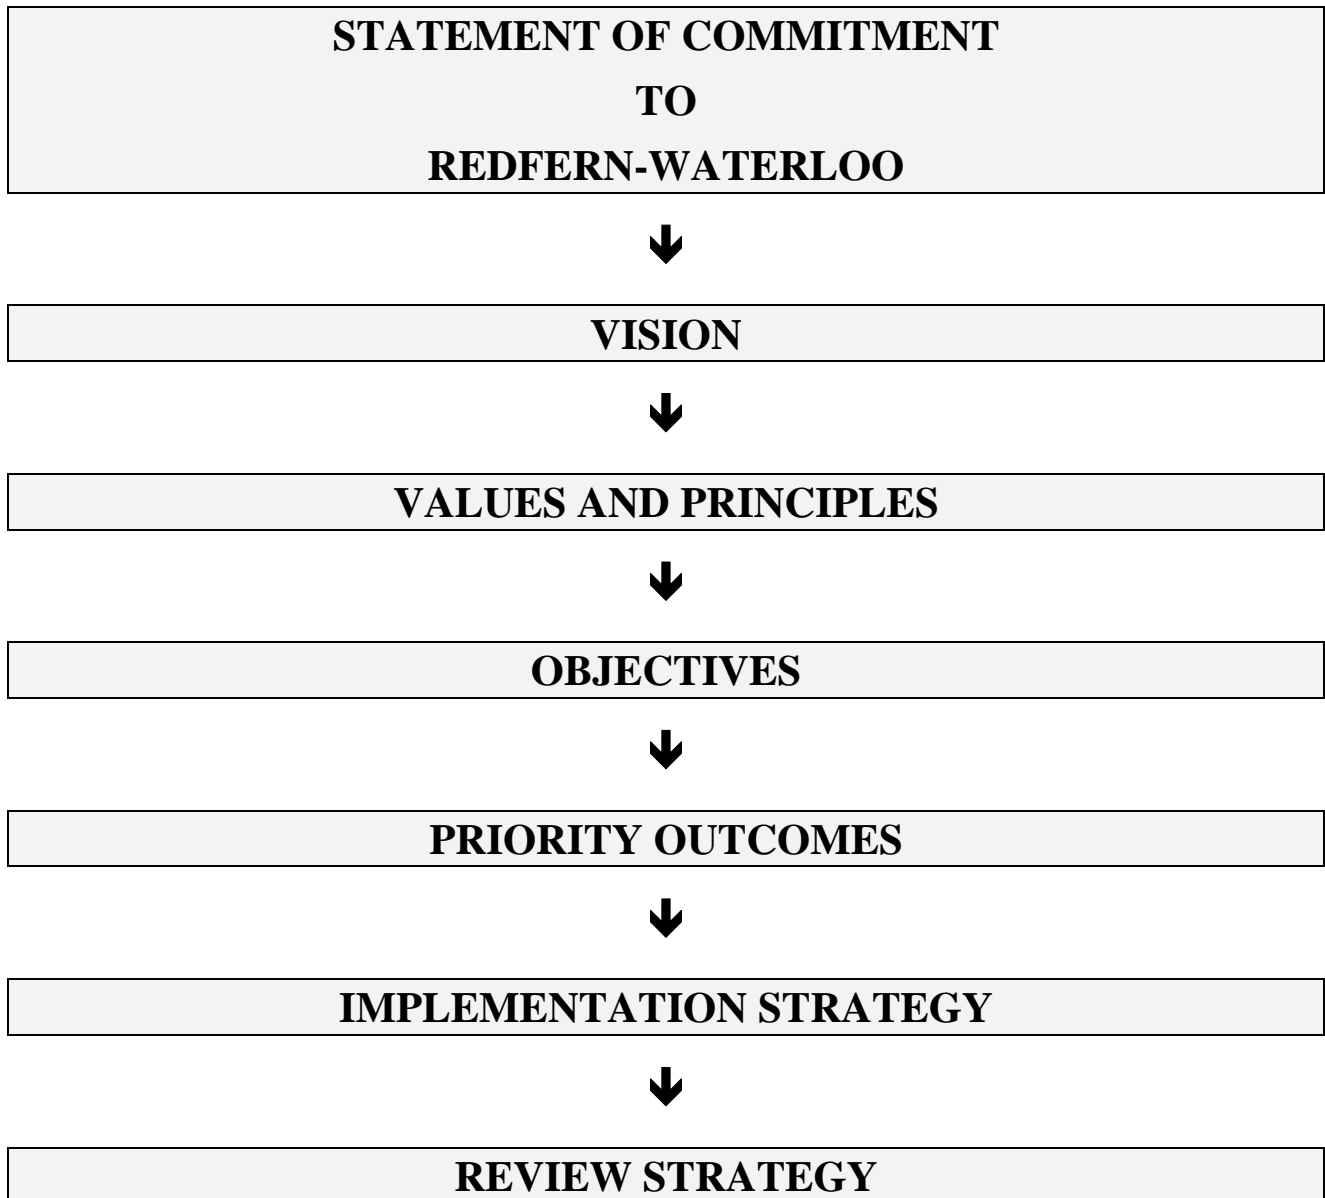 STATEMENT OF COMMITMENT
TO
REDFERN-WATERLOO
VISION
VALUES AND PRINCIPLES
OBJECTIVES
PRIORITY OUTCOMES
IMPLEMENTATION STRATEGY
REVIEW STRATEGY